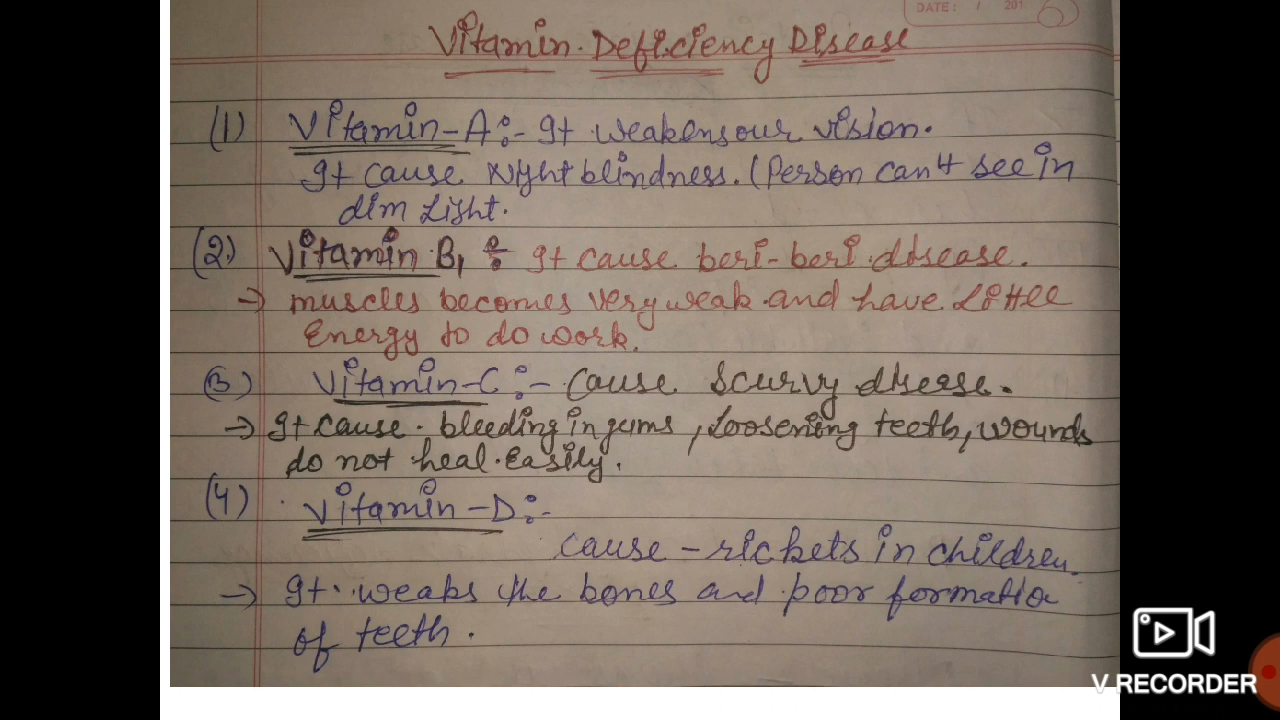 DATE: / 201
Vitamin Deficiency Disease
(1) Vitamin-A:- It weakens our vision.
It cause Night blindness. (Person can't see in
dim Light.
(2) Vitamin B1 :- It cause beri-beri disease.
→ muscles becomes very weak and have Little
Energy to do work.
(3) Vitamin-C:- Cause Scurvy disease.
→ It cause bleeding in gums, Loosening teeth, wounds
do not heal Easily.
(4) Vitamin-D:-
Cause - rickets in children.
→ It weaks the bones and poor formatio
of teeth.
V RECORDER